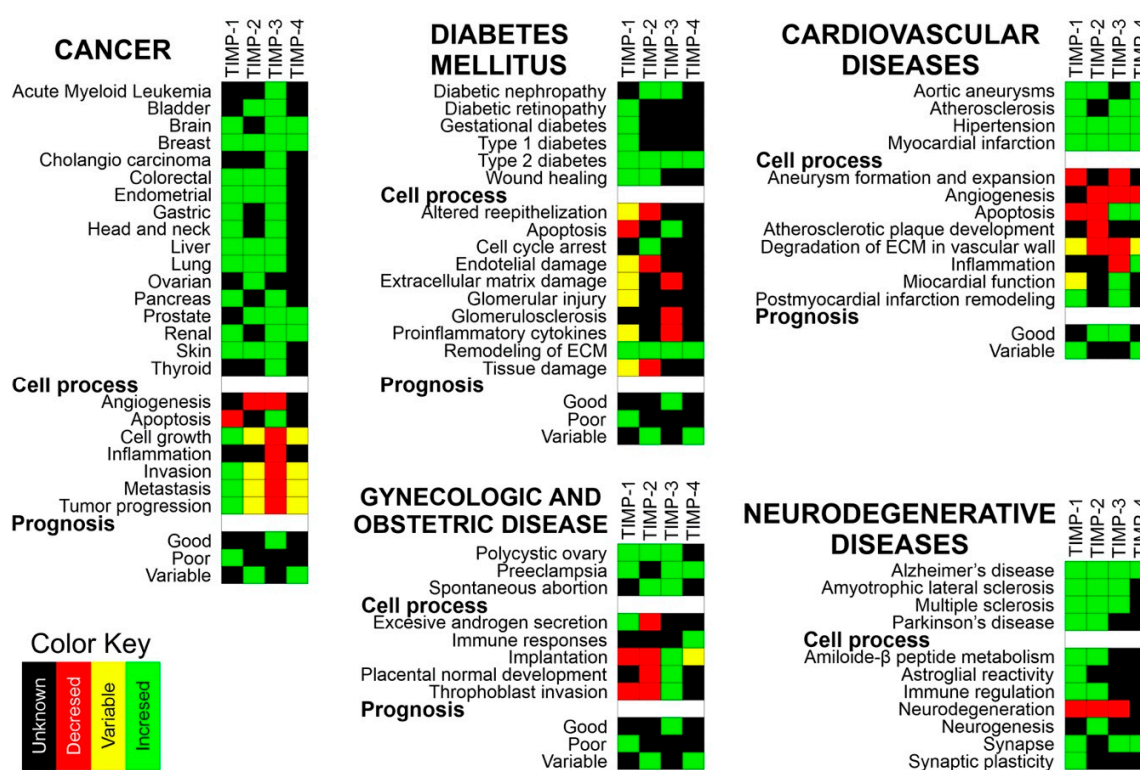 CANCER
TIMP-1
TIMP-2
TIMP-3
TIMP-4
Acute Myeloid Leukemia
Bladder
Brain
Breast
Cholangio carcinoma
Colorectal
Endometrial
Gastric
Head and neck
Liver
Lung
Ovarian
Pancreas
Prostate
Renal
Skin
Thyroid
Cell process
Angiogenesis
Apoptosis
Cell growth
Inflammation
Invasion
Metastasis
Tumor progression
Prognosis
Good
Poor
Variable
Color Key
Unknown
Decresed
Variable
Incresed
DIABETES
MELLITUS
TIMP-1
TIMP-2
TIMP-3
TIMP-4
Diabetic nephropathy
Diabetic retinopathy
Gestational diabetes
Type 1 diabetes
Type 2 diabetes
Wound healing
Cell process
Altered reepithelization
Apoptosis
Cell cycle arrest
Endotelial damage
Extracellular matrix damage
Glomerular injury
Glomerulosclerosis
Proinflammatory cytokines
Remodeling of ECM
Tissue damage
Prognosis
Good
Poor
Variable
GYNECOLOGIC AND
OBSTETRIC DISEASE
TIMP-1
TIMP-2
TIMP-3
TIMP-4
Polycystic ovary
Preeclampsia
Spontaneous abortion
Cell process
Excesive androgen secretion
Immune responses
Implantation
Placental normal development
Throphoblast invasion
Prognosis
Good
Poor
Variable
CARDIOVASCULAR
DISEASES
TIMP-1
TIMP-2
TIMP-3
TIMP-4
Aortic aneurysms
Atherosclerosis
Hipertension
Myocardial infarction
Cell process
Aneurysm formation and expansion
Angiogenesis
Apoptosis
Atherosclerotic plaque development
Degradation of ECM in vascular wall
Inflammation
Miocardial function
Postmyocardial infarction remodeling
Prognosis
Good
Variable
NEURODEGENERATIVE
DISEASES
TIMP-1
TIMP-2
TIMP-3
TIMP-4
Alzheimer's disease
Amyotrophic lateral sclerosis
Multiple sclerosis
Parkinson's disease
Cell process
Amiloide-β peptide metabolism
Astroglial reactivity
Immune regulation
Neurodegeneration
Neurogenesis
Synapse
Synaptic plasticity